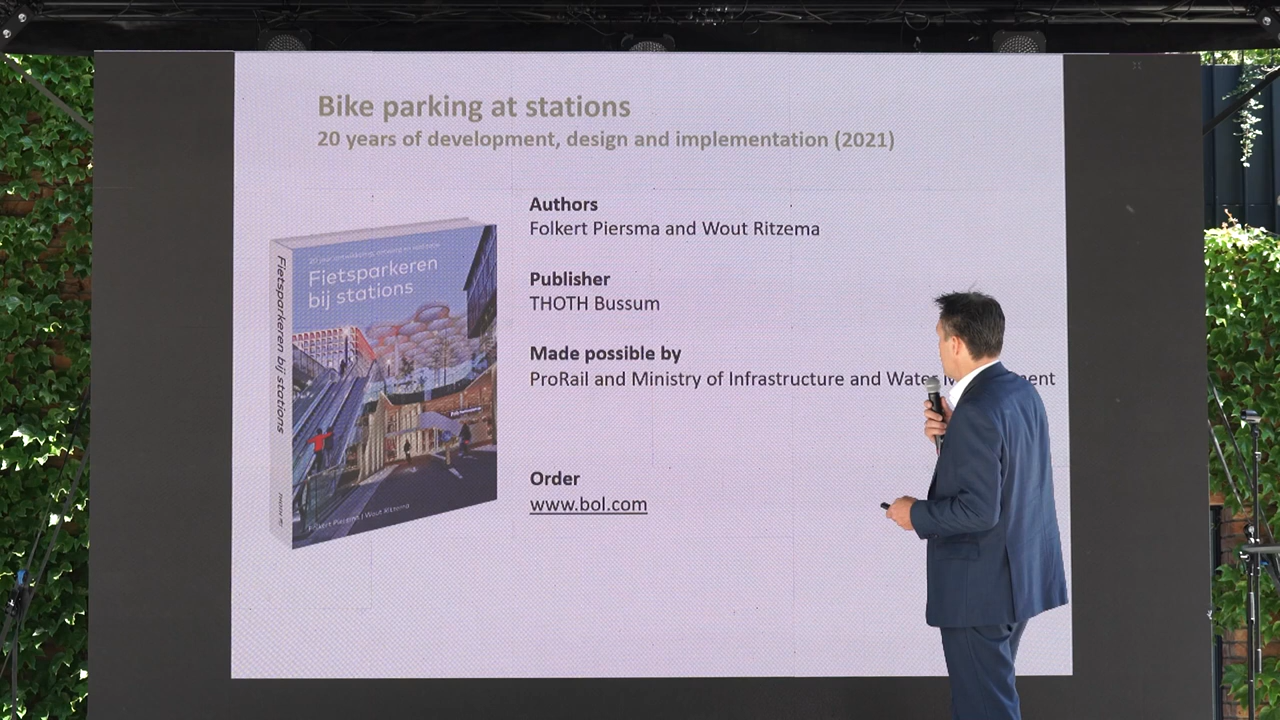 Bike parking at stations
20 years of development, design and implementation (2021)
Authors
Folkert Piersma and Wout Ritzema
Publisher
THOTH Bussum
Made possible by
ProRail and Ministry of Infrastructure and Water M ment
Order
www.bol.com
Fietsparkeren
bij stations
Folkert Piersma | Wout Ritzema
Fietsparkeren bij stations